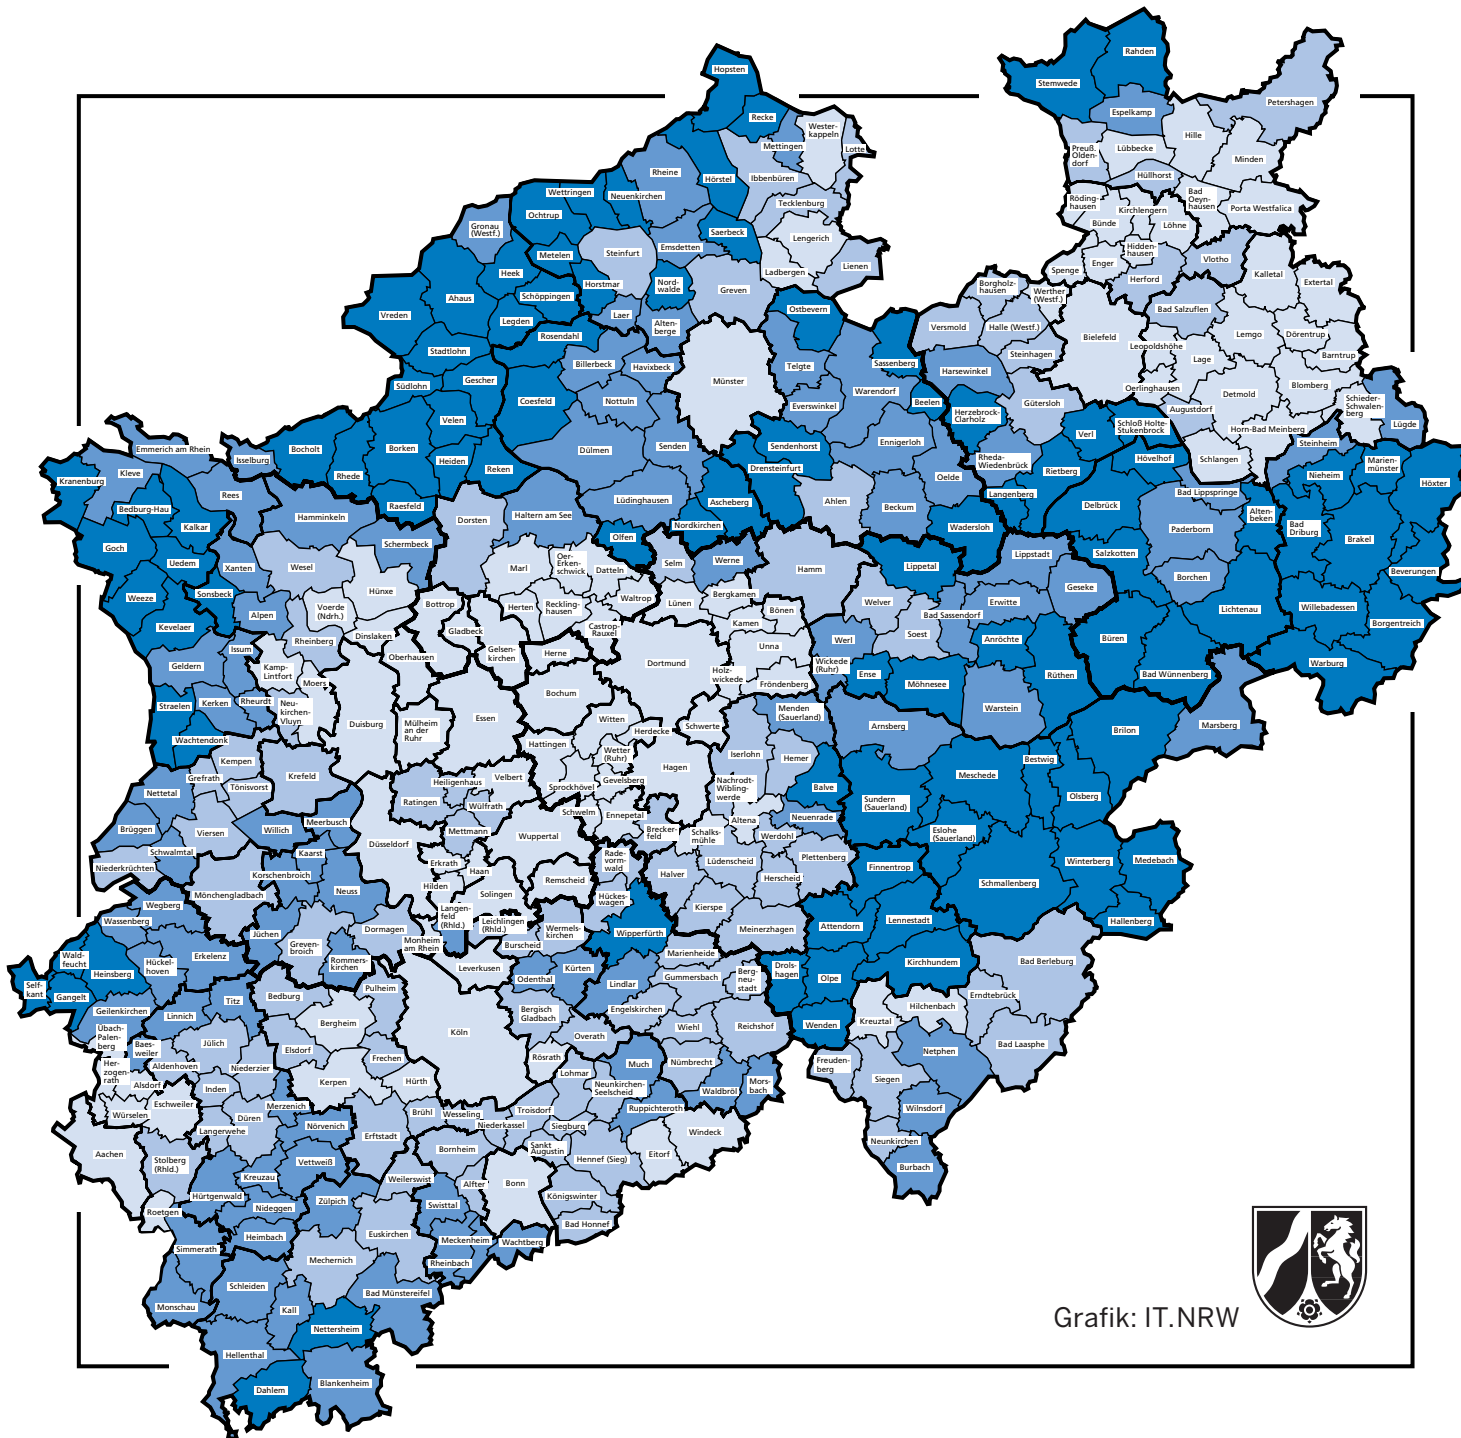 Hopsten
Rahden
Stemwede
Petershagen
Recke
Espelkamp
Wester-
kappeln
Hille
Mettingen
Lotte
Preuß.
Olden-
dorf
Lübbecke
Minden
Rheine
Hörstel
Ibbenbüren
Hüllhorst
Wettringen
Neuenkirchen
Bad
Oeyn-
hausen
Tecklenburg
Röding-
hausen
Kirchlengern
Porta Westfalica
Ochtrup
Bünde
Löhne
Gronau
(Westf.)
Saerbeck
Lengerich
Hidden-
hausen
Emsdetten
Steinfurt
Metelen
Vlotho
Enger
Lienen
Ladbergen
Spenge
Herford
Kalletal
Heek
Extertal
Horstmar
Nord-
walde
Greven
Borgholz-
hausen
Werther
(Westf.)
Ahaus
Schöppingen
Bad Salzuflen
Ostbevern
Vreden
Laer
Legden
Alten-
berge
Versmold
Halle (Westf.)
Lemgo
Dörentrup
Rosendahl
Bielefeld
Leopoldshöhe
Stadtlohn
Steinhagen
Barntrup
Billerbeck
Havixbeck
Telgte
Sassenberg
Lage
Harsewinkel
Münster
Gescher
Südlohn
Oerlinghausen
Blomberg
Warendorf
Detmold
Coesfeld
Nottuln
Everswinkel
Beelen
Gütersloh
Schieder-
Schwalen-
berg
Augustdorf
Herzebrock-
Clarholz
Velen
Lügde
Schloß Holte-
Stukenbrock
Horn-Bad Meinberg
Verl
Emmerich am Rhein
Bocholt
Borken
Dülmen
Senden
Sendenhorst
Ennigerloh
Steinheim
Isselburg
Heiden
Rheda-
Wiedenbrück
Hövelhof
Schlangen
Marien-
münster
Kleve
Rhede
Reken
Drensteinfurt
Rietberg
Nieheim
Kranenburg
Oelde
Höxter
Rees
Langenberg
Bad Lippspringe
Lüdinghausen
Ascheberg
Ahlen
Beckum
Delbrück
Bedburg-Hau
Raesfeld
Hamminkeln
Dorsten
Haltern am See
Alten-
beken
Kalkar
Nordkirchen
Wadersloh
Paderborn
Bad
Driburg
Olfen
Brakel
Goch
Schermbeck
Salzkotten
Lippstadt
Uedem
Xanten
Wesel
Marl
Oer-
Erken-
schwick
Datteln
Selm
Werne
Hamm
Lippetal
Beverungen
Borchen
Geseke
Hünxe
Sonsbeck
Weeze
Waltrop
Lünen
Bergkamen
Welver
Erwitte
Willebadessen
Lichtenau
Bottrop
Herten
Reckling-
hausen
Bönen
Voerde
(Ndrh.)
Alpen
Bad Sassendorf
Borgentreich
Kevelaer
Kamen
Castrop-
Rauxel
Gladbeck
Dinslaken
Soest
Anröchte
Büren
Rheinberg
Werl
Unna
Issum
Gelsen-
kirchen
Herne
Oberhausen
Dortmund
Warburg
Geldern
Wickede
(Ruhr)
Kamp-
Lintfort
Holz-
wickede
Ense
Möhnesee
Rüthen
Bad Wünnenberg
Moers
Fröndenberg
Bochum
Straelen
Kerken
Rheurdt
Neu-
kirchen-
Vluyn
Warstein
Menden
(Sauerland)
Essen
Duisburg
Mülheim
an der
Ruhr
Witten
Arnsberg
Marsberg
Schwerte
Herdecke
Brilon
Wachtendonk
Hattingen
Wetter
(Ruhr)
Iserlohn
Hemer
Bestwig
Kempen
Hagen
Krefeld
Meschede
Grefrath
Heiligenhaus
Velbert
Gevelsberg
Nachrodt-
Wibling-
werde
Tönisvorst
Sprockhövel
Balve
Nettetal
Olsberg
Ratingen
Wülfrath
Sundern
(Sauerland)
Schwelm
Ennepetal
Neuenrade
Altena
Meerbusch
Brüggen
Viersen
Willich
Mettmann
Wuppertal
Brecker-
feld
Schalks-
mühle
Werdohl
Eslohe
(Sauerland)
Düsseldorf
Kaarst
Schwalmtal
Rade-
vorm-
wald
Plettenberg
Lüdenscheid
Medebach
Erkrath
Winterberg
Niederkrüchten
Haan
Finnentrop
Korschenbroich
Halver
Herscheid
Remscheid
Hilden
Neuss
Schmallenberg
Solingen
Mönchengladbach
Hückes-
wagen
Wegberg
Langen-
feld
(Rhld.)
Kierspe
Wassenberg
Leichlingen
(Rhld.)
Lennestadt
Hallenberg
Dormagen
Wermels-
kirchen
Wipperfürth
Meinerzhagen
Attendorn
Jüchen
Monheim
am Rhein
Burscheid
Greven-
broich
Marienheide
Wald-
feucht
Erkelenz
Rommers-
kirchen
Leverkusen
Kürten
Kirchhundem
Bad Berleburg
Hückel-
hoven
Heinsberg
Odenthal
Drols-
hagen
Berg-
neu-
stadt
Gummersbach
Olpe
Self-
kant
Lindlar
Pulheim
Gangelt
Bedburg
Erndtebrück
Titz
Hilchenbach
Geilenkirchen
Engelskirchen
Linnich
Bergisch
Gladbach
Kreuztal
Bergheim
Wenden
Reichshof
Wiehl
Köln
Übach-
Palen-
berg
Overath
Jülich
Bad Laasphe
Baes-
weiler
Elsdorf
Netphen
Frechen
Rösrath
Aldenhoven
Nümbrecht
Much
Freuden-
berg
Her-
zogen-
rath
Niederzier
Lohmar
Siegen
Kerpen
Hürth
Neunkirchen-
Seelscheid
Mors-
bach
Alsdorf
Inden
Waldbröl
Eschweiler
Merzenich
Wilnsdorf
Ruppichteroth
Troisdorf
Brühl
Wesseling
Würselen
Düren
Nörvenich
Niederkassel
Siegburg
Langerwehe
Windeck
Erftstadt
Neunkirchen
Sankt
Augustin
Bornheim
Aachen
Eitorf
Stolberg
(Rhld.)
Vettweiß
Hennef (Sieg)
Burbach
Kreuzau
Weilerswist
Alfter
Bonn
Hürtgenwald
Zülpich
Königswinter
Swisttal
Nideggen
Roetgen
Bad Honnef
Euskirchen
Heimbach
Meckenheim
Wachtberg
Simmerath
Mechernich
Rheinbach
Schleiden
Bad Münstereifel
Monschau
Kall
Grafik: IT.NRW
Nettersheim
Hellenthal
Blankenheim
Dahlem